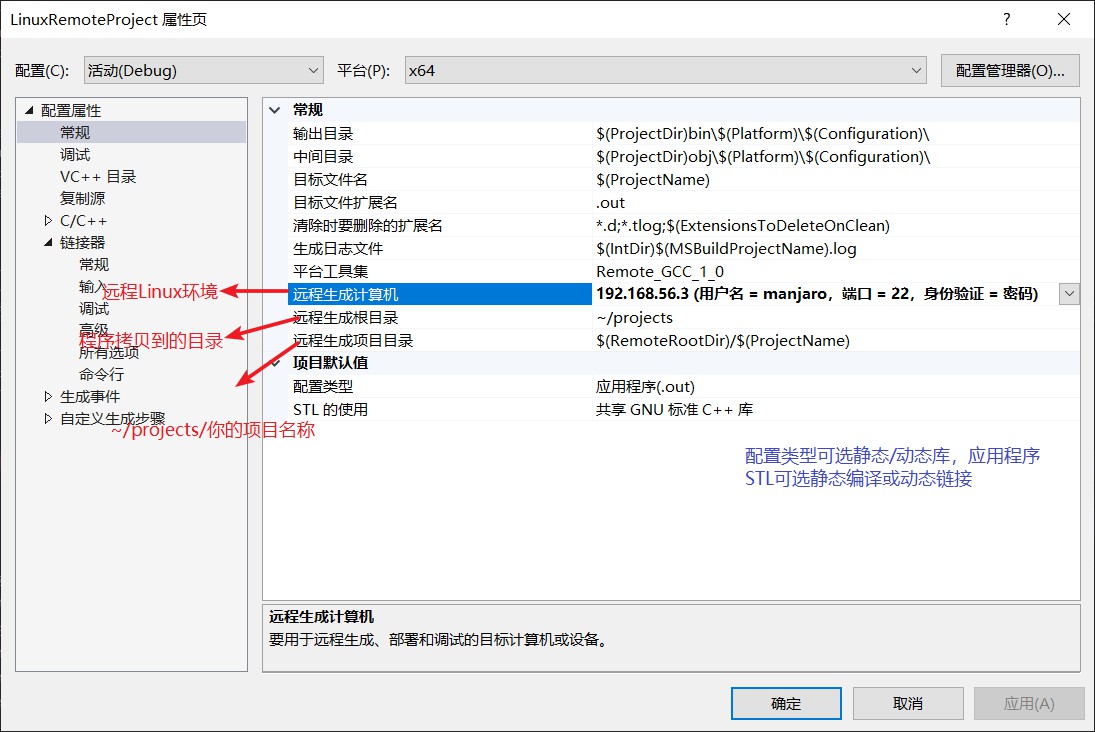 LinuxRemoteProject 属性页
?
配置(C):
活动(Debug)
平台(P):
x64
配置管理器(O)...
配置属性
常规
调试
VC++ 目录
复制源
C/C++
链接器
常规
输入
调试
高级
所有选项
命令行
生成事件
自定义生成步骤
远程Linux环境
程序拷贝到的目录
~/projects/你的项目名称
常规
输出目录 $(ProjectDir)bin\$(Platform)\$(Configuration)\
中间目录 $(ProjectDir)obj\$(Platform)\$(Configuration)\
目标文件名 $(ProjectName)
目标文件扩展名 .out
清除时要删除的扩展名 *.d;*.tlog;$(ExtensionsToDeleteOnClean)
生成日志文件 $(IntDir)$(MSBuildProjectName).log
平台工具集 Remote_GCC_1_0
远程生成计算机 192.168.56.3 (用户名 = manjaro，端口 = 22，身份验证 = 密码)
远程生成根目录 ~/projects
远程生成项目目录 $(RemoteRootDir)/$(ProjectName)
项目默认值
配置类型 应用程序(.out)
STL 的使用 共享 GNU 标准 C++ 库
配置类型可选静态/动态库，应用程序
STL可选静态编译或动态链接
远程生成计算机
要用于远程生成、部署和调试的目标计算机或设备。
确定
取消
应用(A)